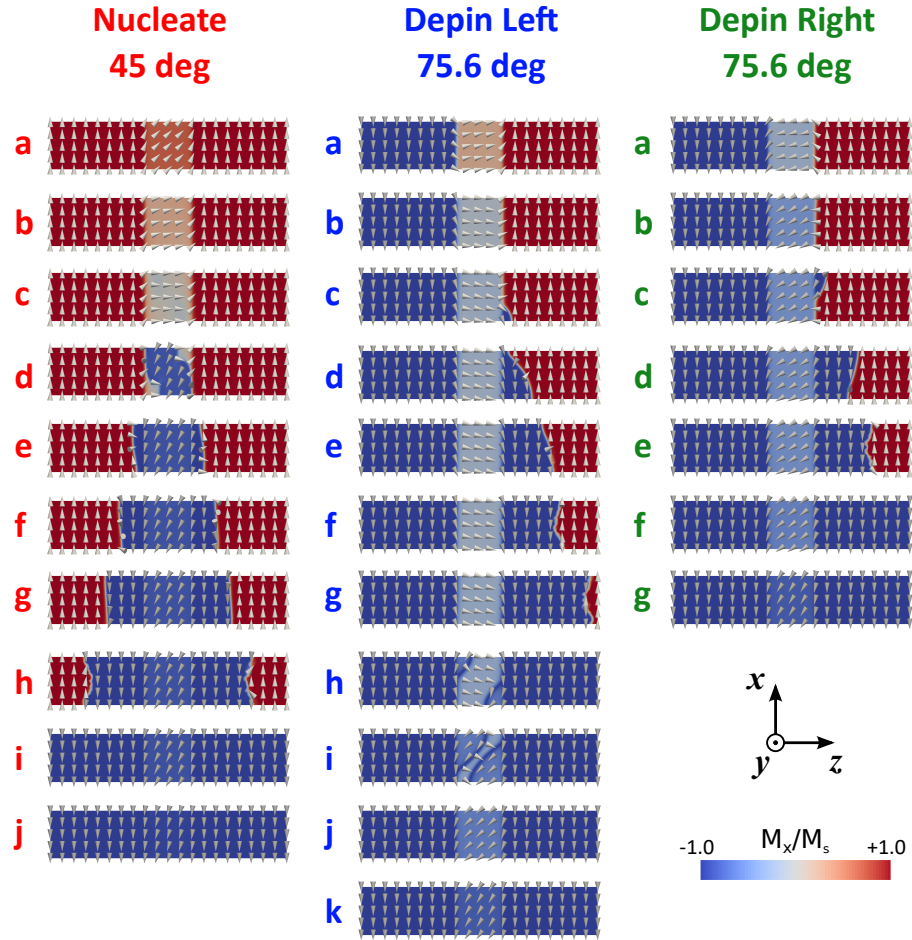 Nucleate
45 deg
Depin Left
75.6 deg
Depin Right
75.6 deg
a
b
c
d
e
f
g
h
i
j
a
b
c
d
e
f
g
h
i
j
k
a
b
c
d
e
f
g
x
y
z
-1.0
Mx/Ms
+1.0